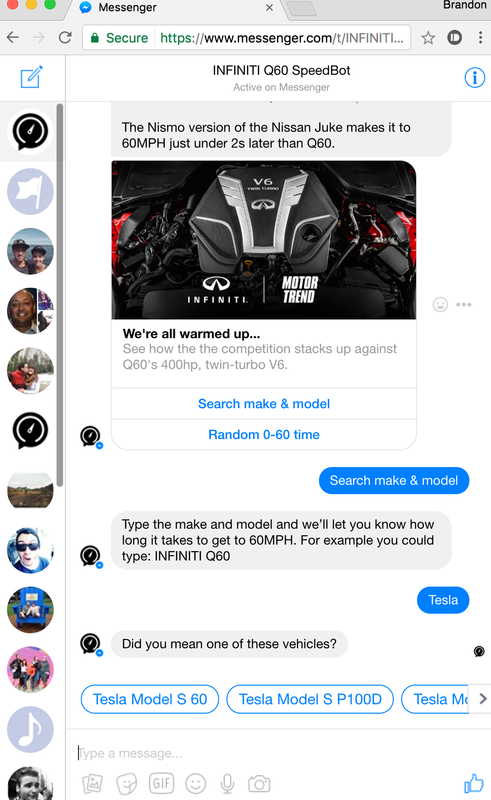 Messenger
Brandon
Secure
https://www.messenger.com/t/INFINITI...
INFINITI Q60 SpeedBot
Active on Messenger
The Nismo version of the Nissan Juke makes it to
60MPH just under 2s later than Q60.
V6
TWIN TURBO
INFINITI
MOTOR
TREND
We're all warmed up...
See how the the competition stacks up against
Q60's 400hp, twin-turbo V6.
Search make & model
Random 0-60 time
Search make & model
Type the make and model and we'll let you know how
long it takes to get to 60MPH. For example you could
type: INFINITI Q60
Tesla
Did you mean one of these vehicles?
Tesla Model S 60
Tesla Model S P100D
Tesla
Type a message...
GIF